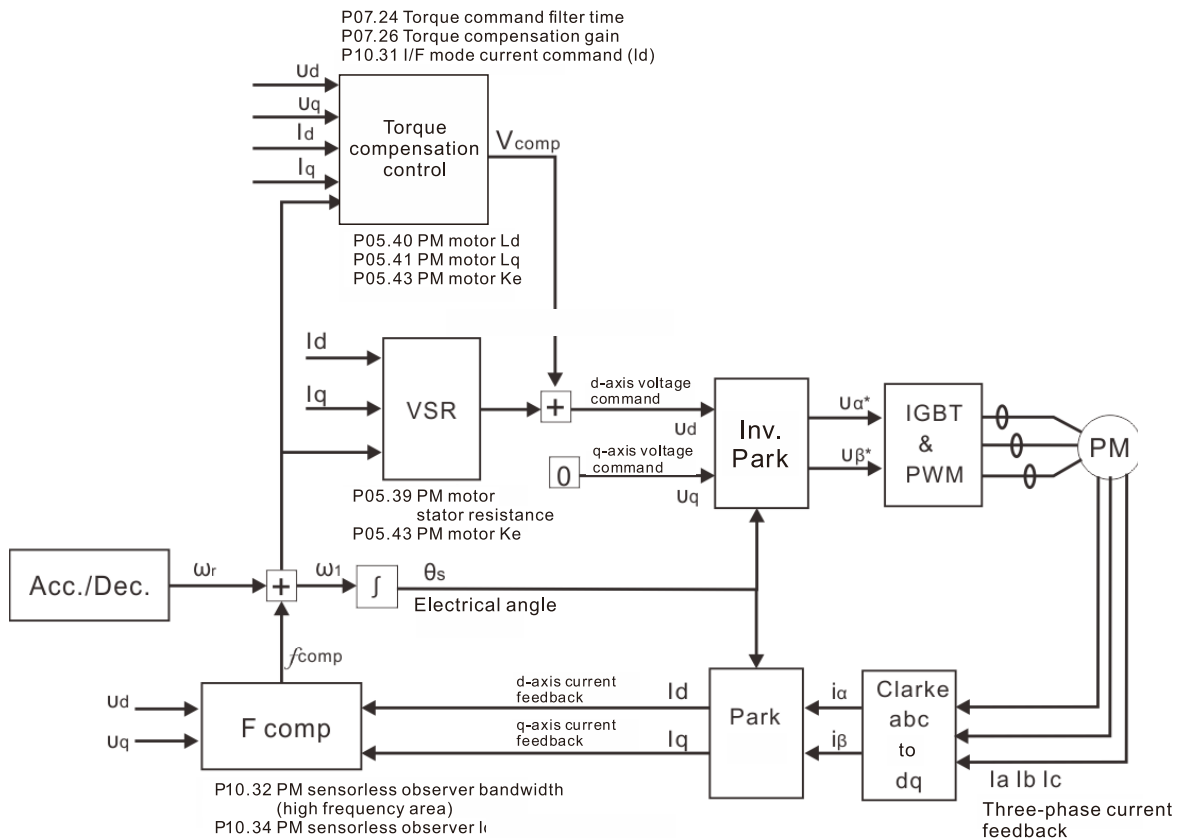 P07.24 Torque command filter time
P07.26 Torque compensation gain
P10.31 I/F mode current command (Id)
ud
uq
Id
Iq
Torque
compensation
control
Vcomp
P05.40 PM motor Ld
P05.41 PM motor Lq
P05.43 PM motor Ke
Id
Iq
VSR
+
d-axis voltage
command
ud
0
q-axis voltage
command
uq
Inv.
Park
uα*
uβ*
IGBT
&
PWM
PM
P05.39 PM motor
stator resistance
P05.43 PM motor Ke
Acc./Dec.
ωr
+
ω1
∫
θs
Electrical angle
fcomp
ud
uq
F comp
d-axis current
feedback
q-axis current
feedback
Id
Iq
Park
iα
iβ
Clarke
abc
to
dq
Ia Ib Ic
Three-phase current
feedback
P10.32 PM sensorless observer bandwidth
(high frequency area)
P10.34 PM sensorless observer